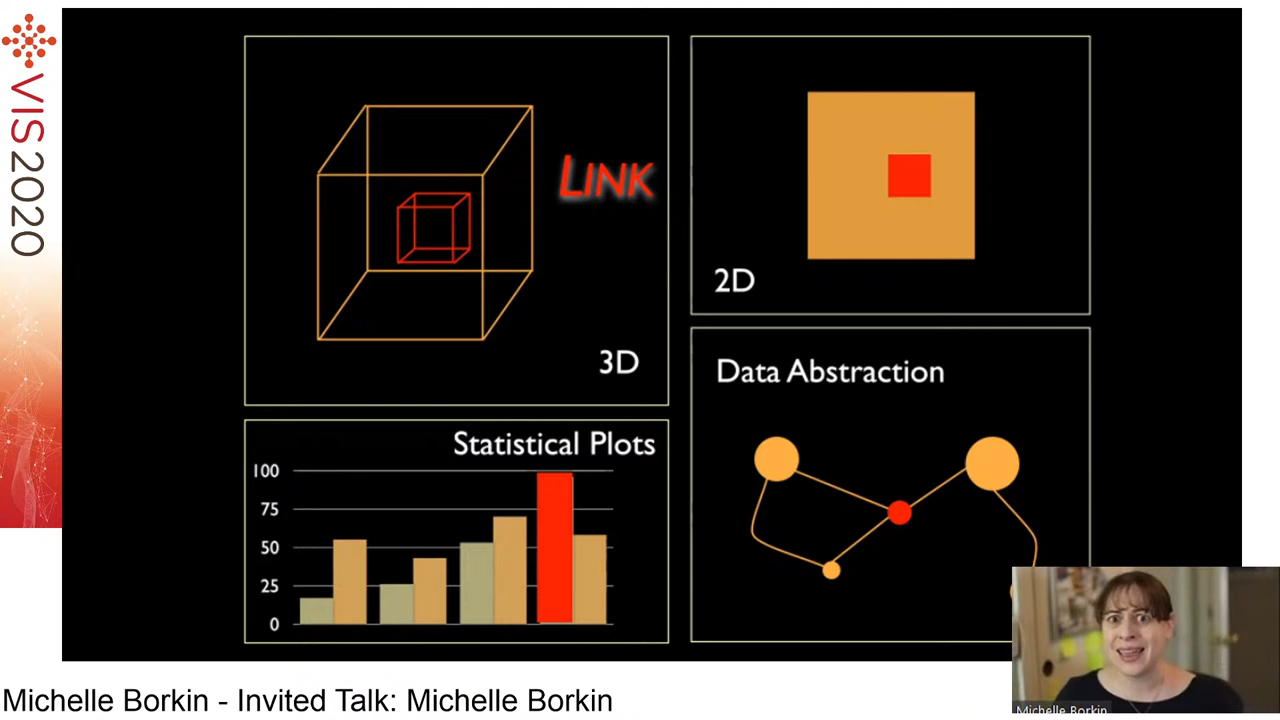 VIS2020
LINK
3D
2D
Statistical Plots
100
75
50
25
0
Data Abstraction
Michelle Borkin
Michelle Borkin - Invited Talk: Michelle Borkin